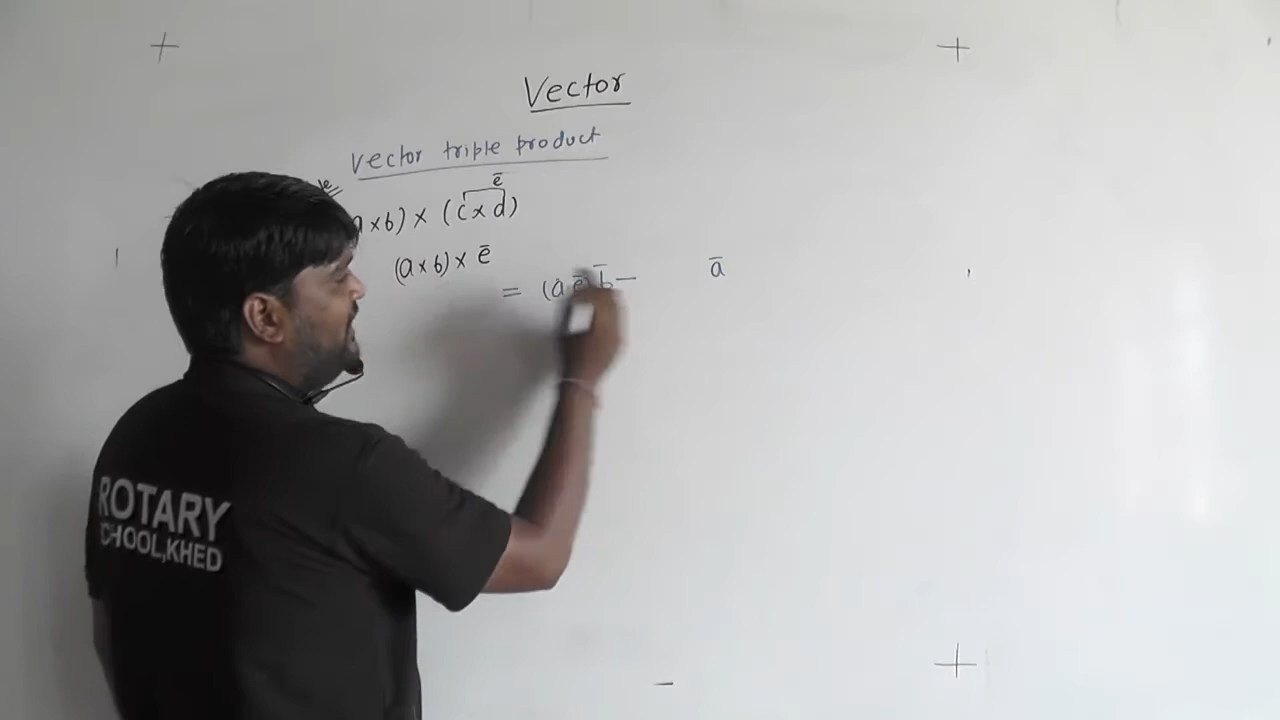 Vector
Vector triple product
ē
a × b) × (c × d)
(a × b) × ē
= (a ē) b̄ − ā
ROTARY
CHOOL, KHED